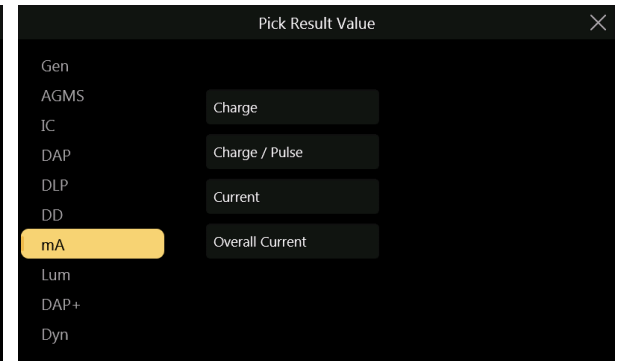 Pick Result Value
Gen
AGMS
IC
DAP
DLP
DD
mA
Lum
DAP+
Dyn
Charge
Charge / Pulse
Current
Overall Current